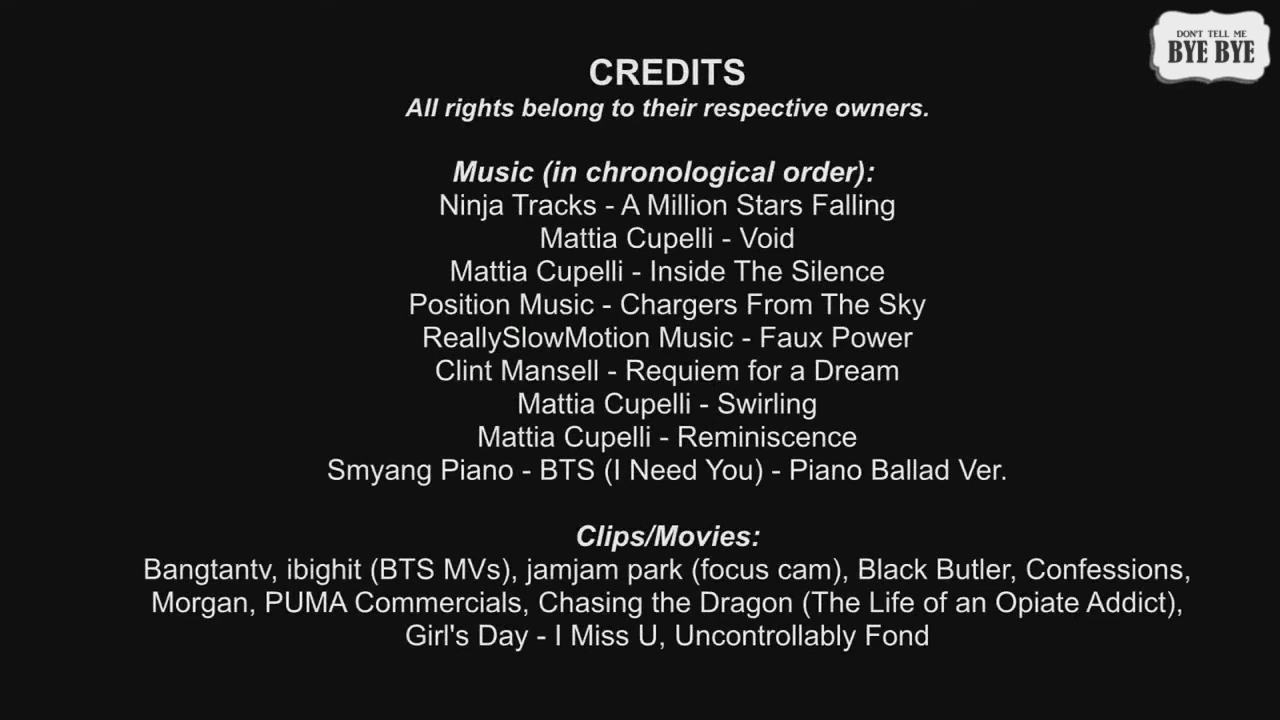 DON'T TELL ME
BYE BYE
CREDITS
All rights belong to their respective owners.
Music (in chronological order):
Ninja Tracks - A Million Stars Falling
Mattia Cupelli - Void
Mattia Cupelli - Inside The Silence
Position Music - Chargers From The Sky
ReallySlowMotion Music - Faux Power
Clint Mansell - Requiem for a Dream
Mattia Cupelli - Swirling
Mattia Cupelli - Reminiscence
Smyang Piano - BTS (I Need You) - Piano Ballad Ver.
Clips/Movies:
Bangtantv, ibighit (BTS MVs), jamjam park (focus cam), Black Butler, Confessions,
Morgan, PUMA Commercials, Chasing the Dragon (The Life of an Opiate Addict),
Girl's Day - I Miss U, Uncontrollably Fond